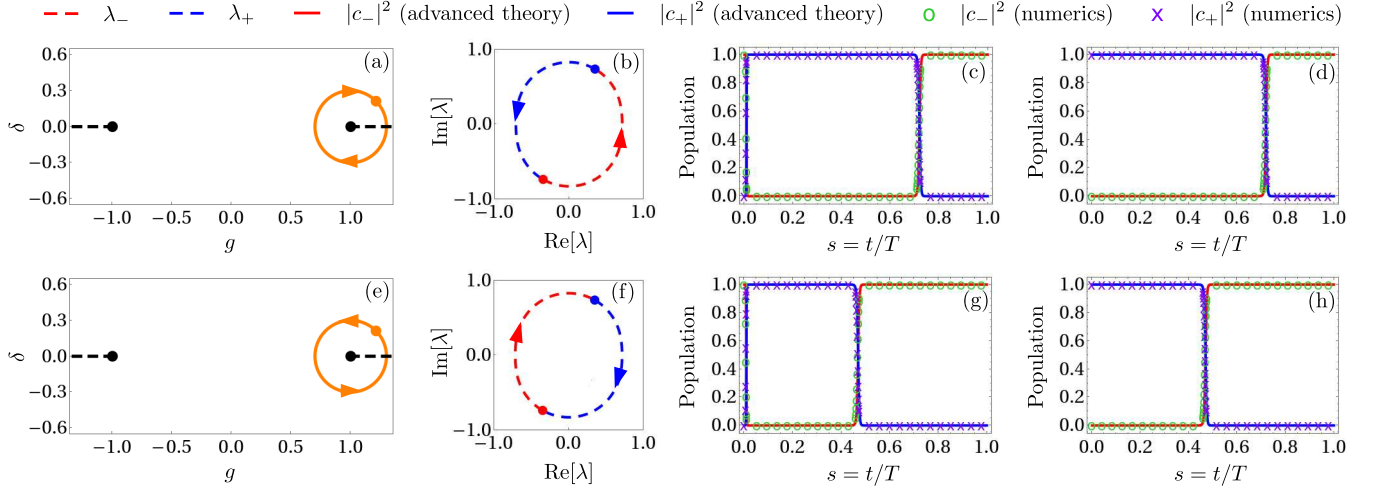 λ₋ λ₊ |c₋|² (advanced theory) |c₊|² (advanced theory) o |c₋|² (numerics) x |c₊|² (numerics)
(a)
0.6
0.3
0.0
−0.3
−0.6
δ
−1.0 −0.5 0.0 0.5 1.0
g
(b)
1.0
0.0
−1.0
Im[λ]
−1.0 0.0 1.0
Re[λ]
(c)
1.0
0.8
0.6
0.4
0.2
0.0
Population
0.0 0.2 0.4 0.6 0.8 1.0
s = t/T
(d)
1.0
0.8
0.6
0.4
0.2
0.0
Population
0.0 0.2 0.4 0.6 0.8 1.0
s = t/T
(e)
0.6
0.3
0.0
−0.3
−0.6
δ
−1.0 −0.5 0.0 0.5 1.0
g
(f)
1.0
0.0
−1.0
Im[λ]
−1.0 0.0 1.0
Re[λ]
(g)
1.0
0.8
0.6
0.4
0.2
0.0
Population
0.0 0.2 0.4 0.6 0.8 1.0
s = t/T
(h)
1.0
0.8
0.6
0.4
0.2
0.0
Population
0.0 0.2 0.4 0.6 0.8 1.0
s = t/T